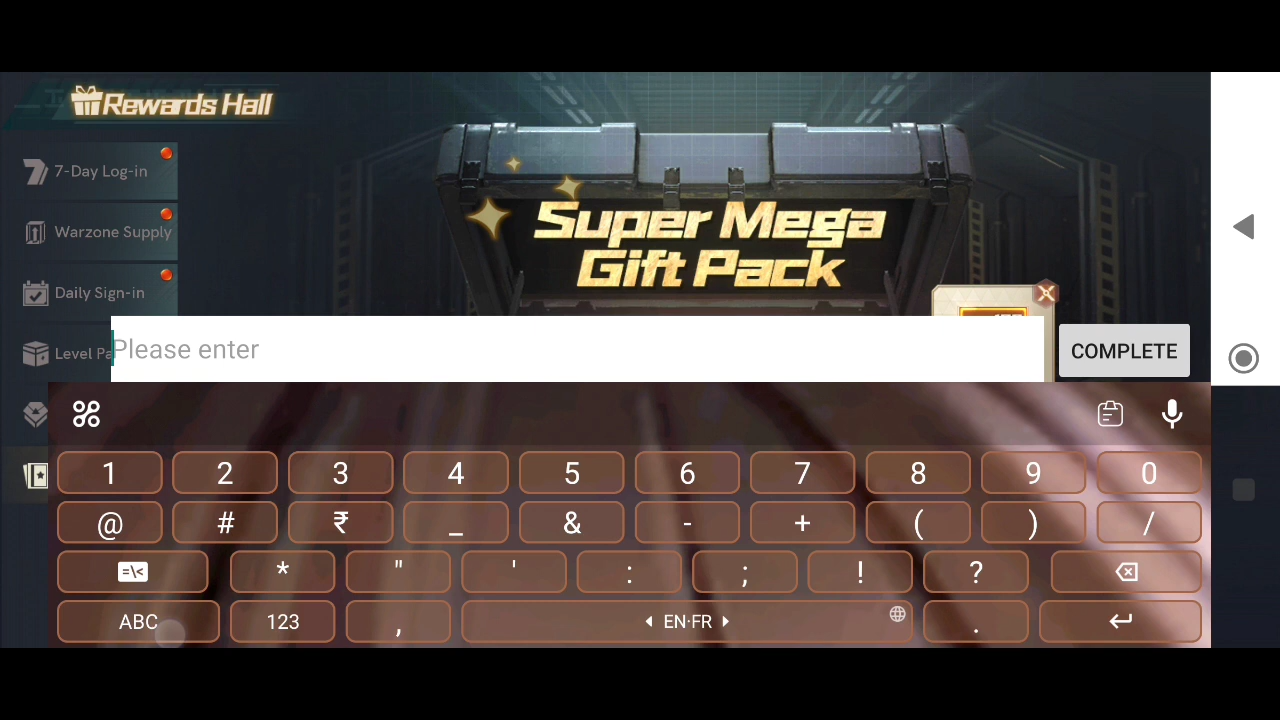 Rewards Hall
7-Day Log-in
Warzone Supply
Daily Sign-in
Level Pa
Super Mega
Gift Pack
Please enter
COMPLETE
1 2 3 4 5 6 7 8 9 0
@ # ₹ _ & - + ( ) /
=\< * " ' : ; ! ?
ABC 123 , EN·FR .